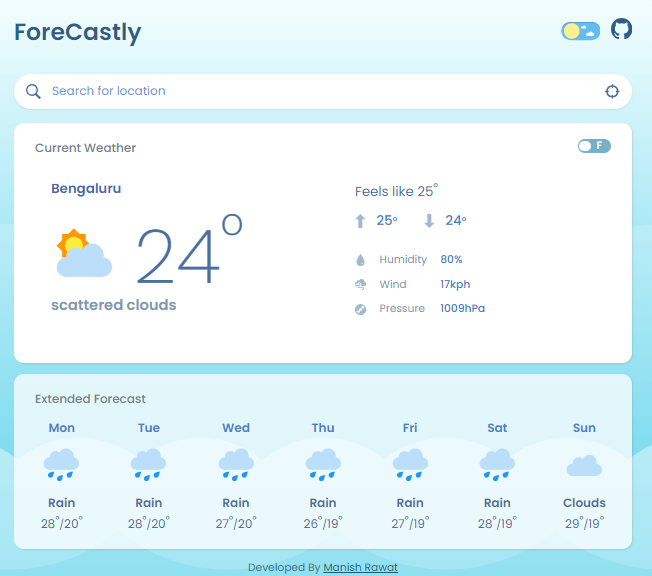 ForeCastly
Search for location
Current Weather
F
Bengaluru
24°
scattered clouds
Feels like 25°
25° 24°
Humidity 80%
Wind 17kph
Pressure 1009hPa
Extended Forecast
Mon Tue Wed Thu Fri Sat Sun
Rain Rain Rain Rain Rain Rain Clouds
28°/20° 28°/20° 27°/20° 26°/19° 27°/19° 28°/19° 29°/19°
Developed By Manish Rawat